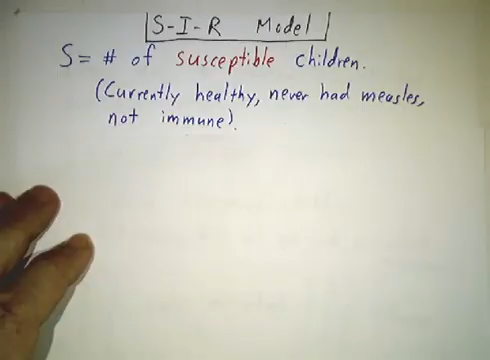 S-I-R Model
S = # of susceptible children.
(Currently healthy, never had measles,
not immune).